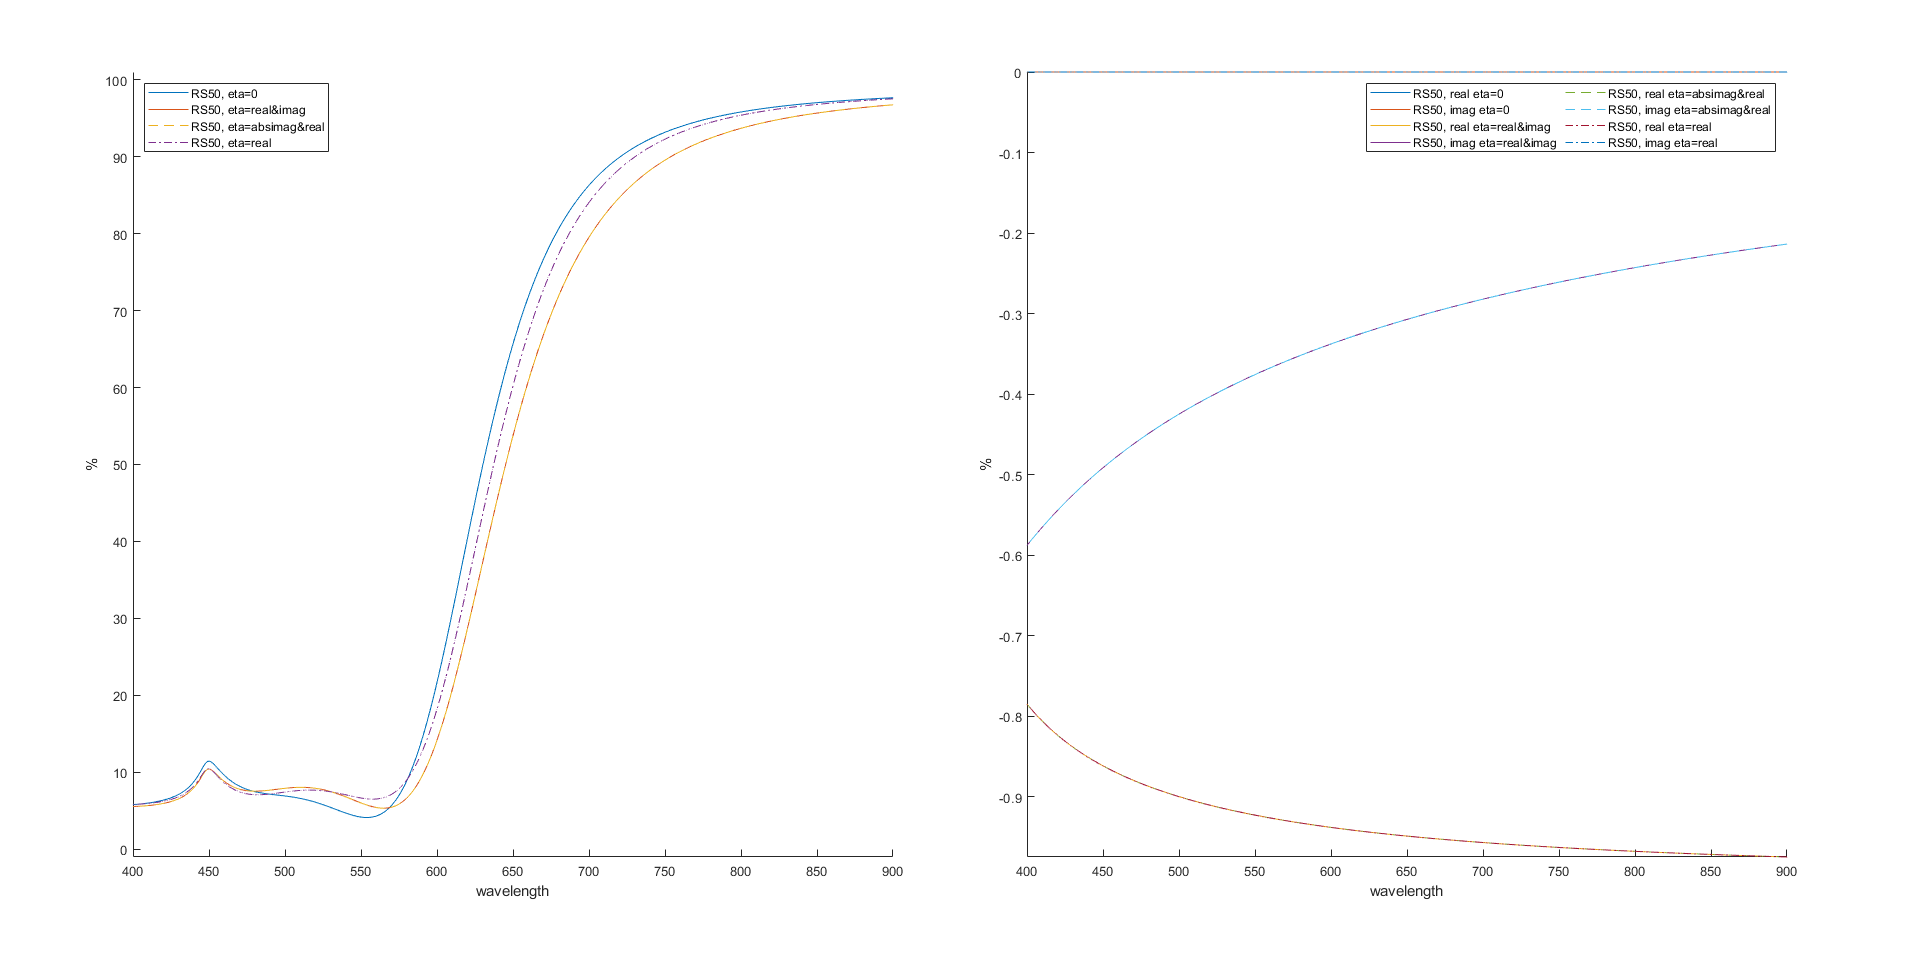 100
90
80
70
60
50
40
30
20
10
0
%
400 450 500 550 600 650 700 750 800 850 900
wavelength
RS50, eta=0
RS50, eta=real&imag
RS50, eta=absimag&real
RS50, eta=real
0
-0.1
-0.2
-0.3
-0.4
-0.5
-0.6
-0.7
-0.8
-0.9
%
400 450 500 550 600 650 700 750 800 850 900
wavelength
RS50, real eta=0
RS50, imag eta=0
RS50, real eta=real&imag
RS50, imag eta=real&imag
RS50, real eta=absimag&real
RS50, imag eta=absimag&real
RS50, real eta=real
RS50, imag eta=real